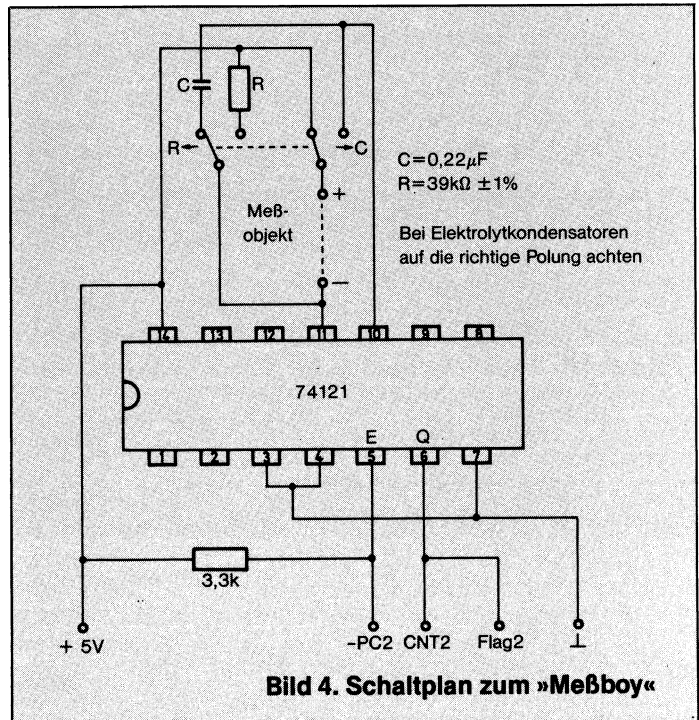 C
R
R
C
C=0,22µF
R=39kΩ ±1%
+
Meß-
objekt
Bei Elektrolytkondensatoren
auf die richtige Polung achten
−
14 13 12 11 10 9 8
74121
E Q
1 2 3 4 5 6 7
3,3k
+ 5V
-PC2 CNT2 Flag2 ⊥
Bild 4. Schaltplan zum »Meßboy«